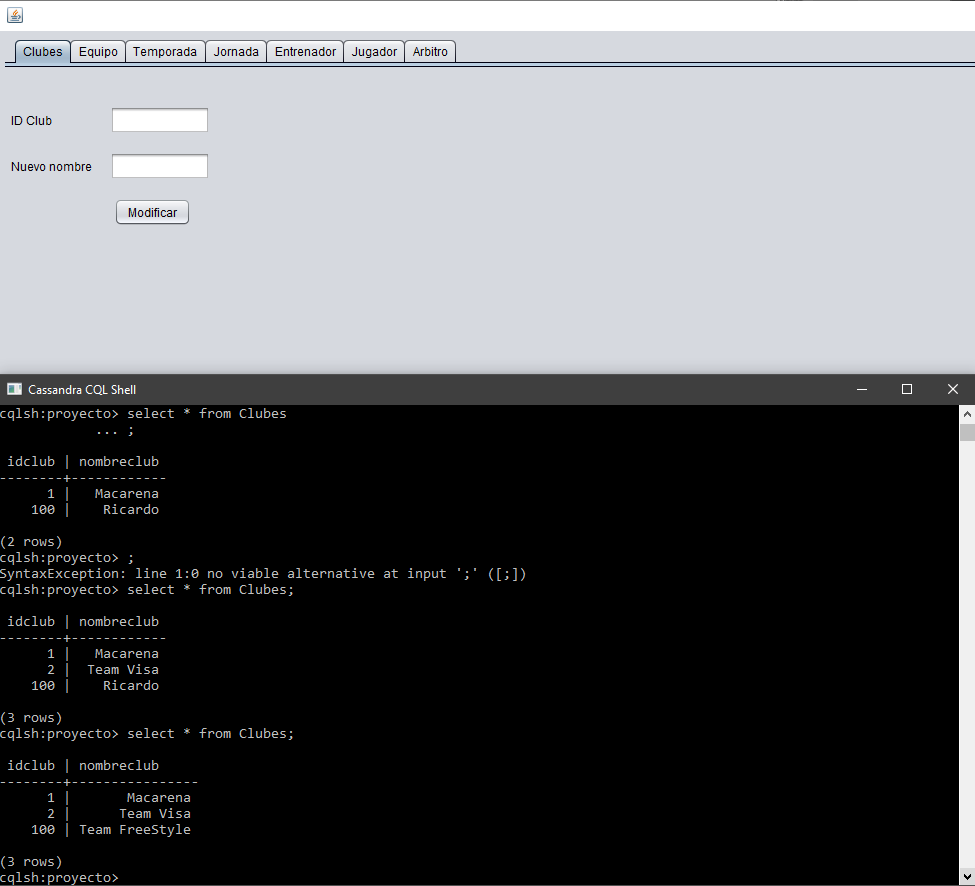 Clubes Equipo Temporada Jornada Entrenador Jugador Arbitro
ID Club
Nuevo nombre
Modificar
Cassandra CQL Shell
cqlsh:proyecto> select * from Clubes
            ... ;
 idclub | nombreclub
--------+------------
      1 |   Macarena
    100 |    Ricardo
(2 rows)
cqlsh:proyecto> ;
SyntaxException: line 1:0 no viable alternative at input ';' ([;])
cqlsh:proyecto> select * from Clubes;
 idclub | nombreclub
--------+------------
      1 |   Macarena
      2 |  Team Visa
    100 |    Ricardo
(3 rows)
cqlsh:proyecto> select * from Clubes;
 idclub | nombreclub
--------+----------------
      1 |       Macarena
      2 |      Team Visa
    100 | Team FreeStyle
(3 rows)
cqlsh:proyecto>